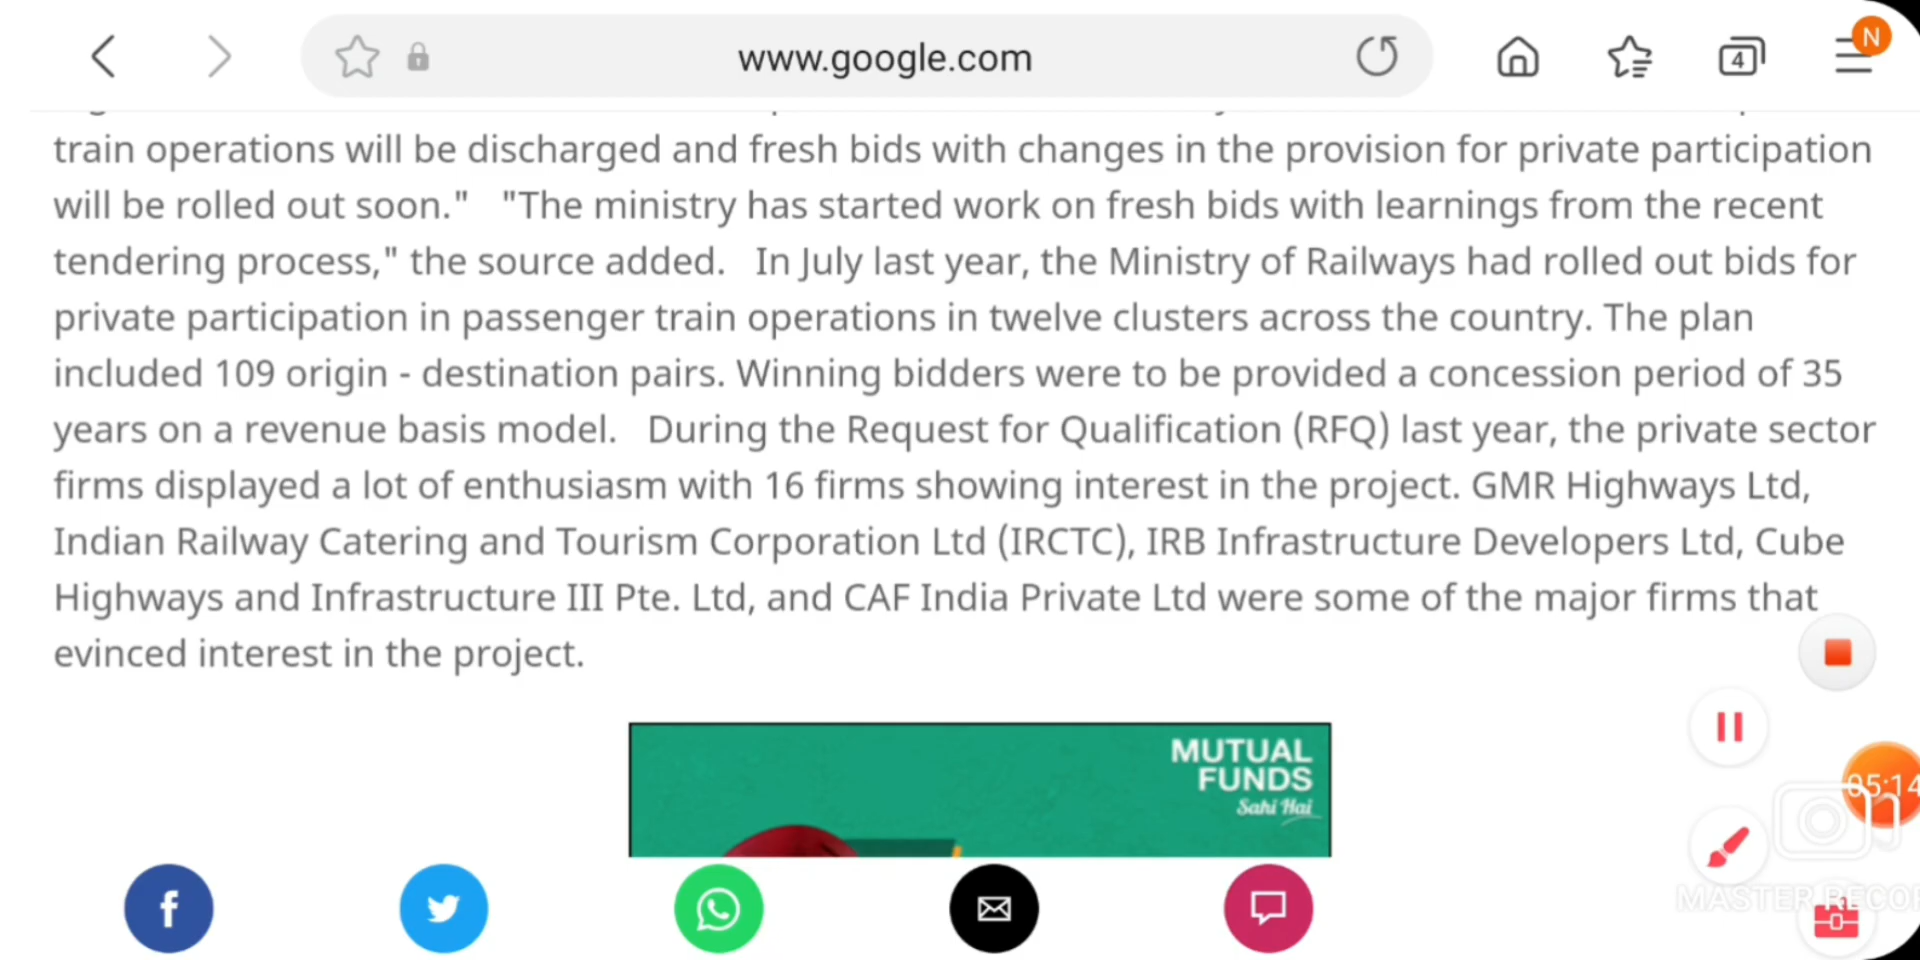 www.google.com
4
N
train operations will be discharged and fresh bids with changes in the provision for private participation
will be rolled out soon." "The ministry has started work on fresh bids with learnings from the recent
tendering process," the source added. In July last year, the Ministry of Railways had rolled out bids for
private participation in passenger train operations in twelve clusters across the country. The plan
included 109 origin - destination pairs. Winning bidders were to be provided a concession period of 35
years on a revenue basis model. During the Request for Qualification (RFQ) last year, the private sector
firms displayed a lot of enthusiasm with 16 firms showing interest in the project. GMR Highways Ltd,
Indian Railway Catering and Tourism Corporation Ltd (IRCTC), IRB Infrastructure Developers Ltd, Cube
Highways and Infrastructure III Pte. Ltd, and CAF India Private Ltd were some of the major firms that
evinced interest in the project.
MUTUAL
FUNDS
Sahi Hai
05:14
MASTER RECOR